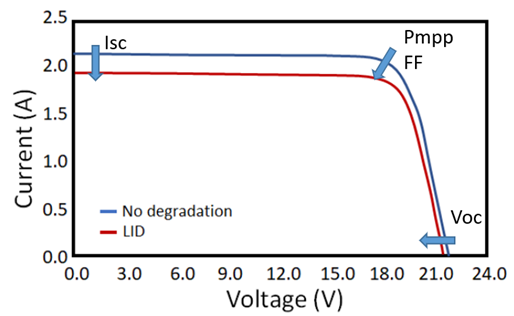 2.5
2.0
1.5
1.0
0.5
0.0
Current (A)
Isc
Pmpp
FF
Voc
No degradation
LID
0.0 3.0 6.0 9.0 12.0 15.0 18.0 21.0 24.0
Voltage (V)